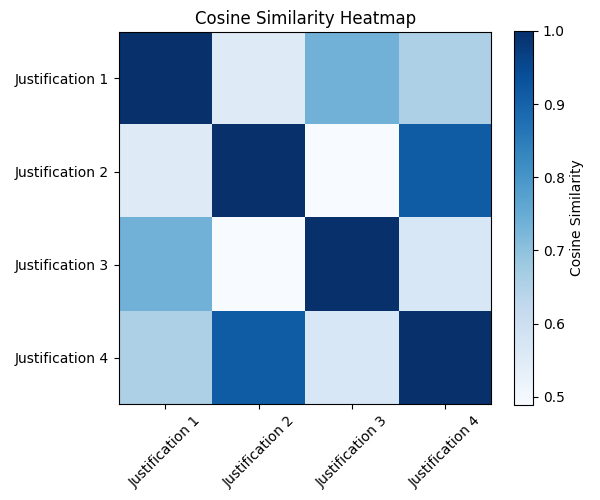 Cosine Similarity Heatmap
Justification 1
Justification 2
Justification 3
Justification 4
Justification 1
Justification 2
Justification 3
Justification 4
1.0
0.9
0.8
0.7
0.6
0.5
Cosine Similarity